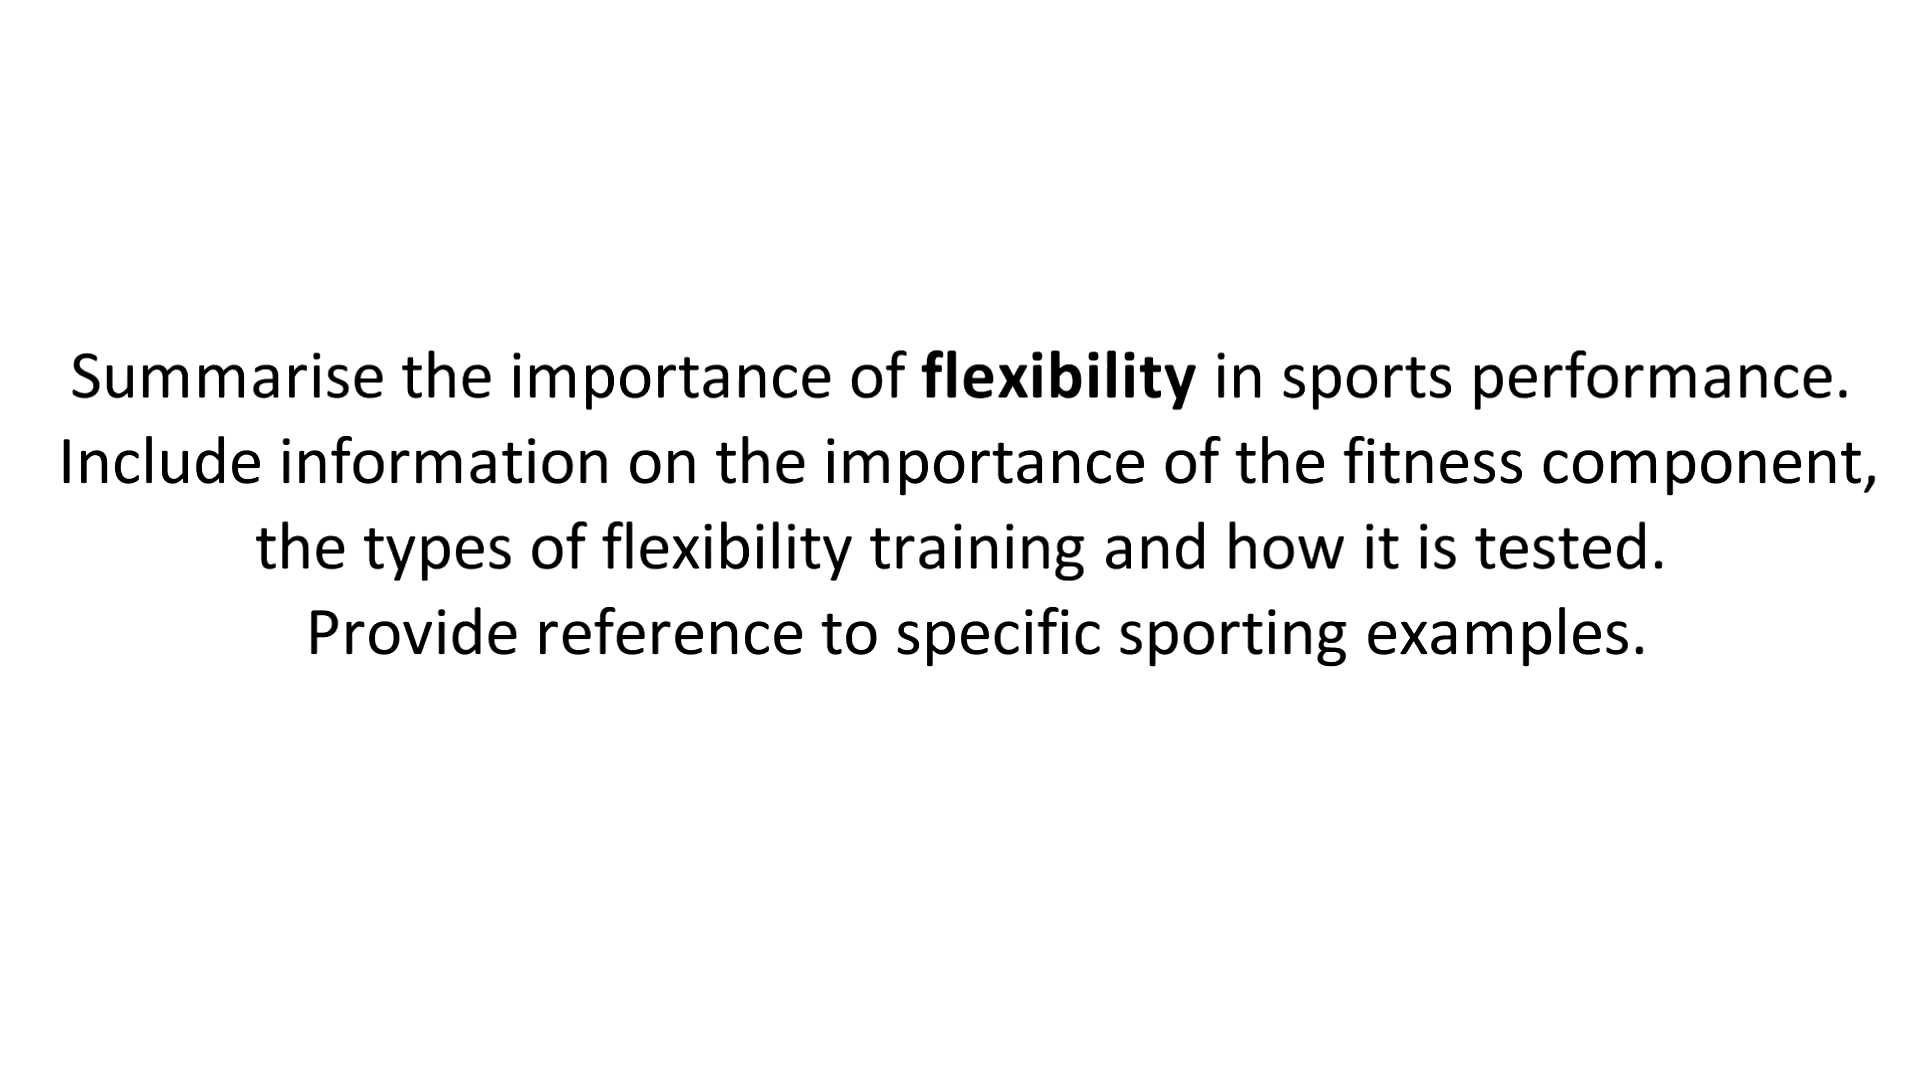 Summarise the importance of flexibility in sports performance.
Include information on the importance of the fitness component,
the types of flexibility training and how it is tested.
Provide reference to specific sporting examples.